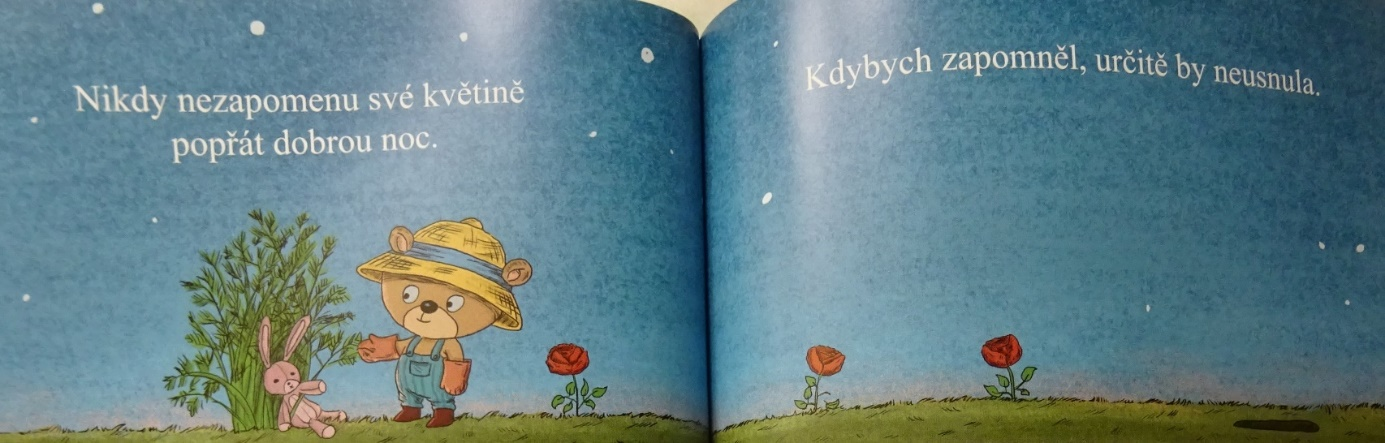 Nikdy nezapomenu své květině
popřát dobrou noc.
Kdybych zapomněl, určitě by neusnula.